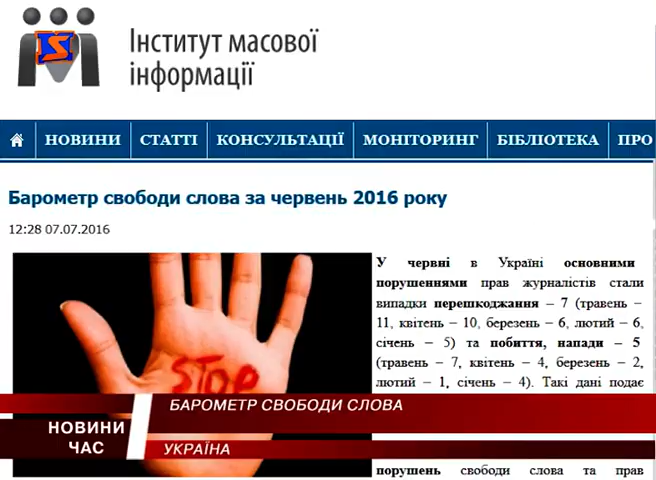 S
Інститут масової
інформації
НОВИНИ СТАТТІ КОНСУЛЬТАЦІЇ МОНІТОРИНГ БІБЛІОТЕКА ПРО
Барометр свободи слова за червень 2016 року
12:28 07.07.2016
У червні в Україні основними
порушеннями прав журналістів стали
випадки перешкоджання – 7 (травень –
11, квітень – 10, березень – 6, лютий – 6,
січень – 5) та побиття, напади – 5
(травень – 7, квітень – 4, березень – 2,
лютий – 1, січень – 4). Такі дані подає
STOP
БАРОМЕТР СВОБОДИ СЛОВА
НОВИНИ
ЧАС
УКРАЇНА
порушень свободи слова та прав